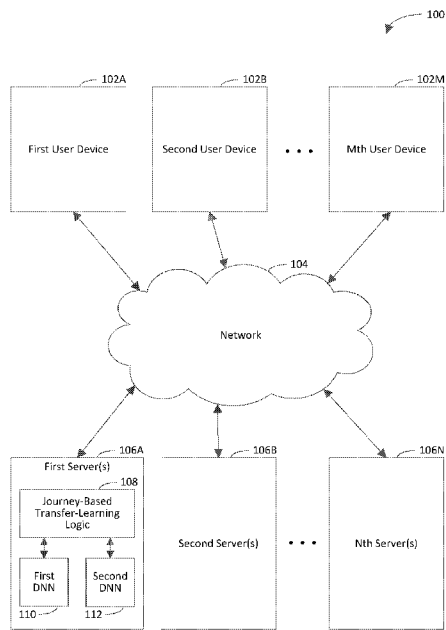 100
102A
102B
102M
First User Device
Second User Device
• • •
Mth User Device
104
Network
106A
106B
106N
First Server(s)
108
Journey-Based
Transfer-Learning
Logic
First
DNN
Second
DNN
110
112
Second Server(s)
• • •
Nth Server(s)